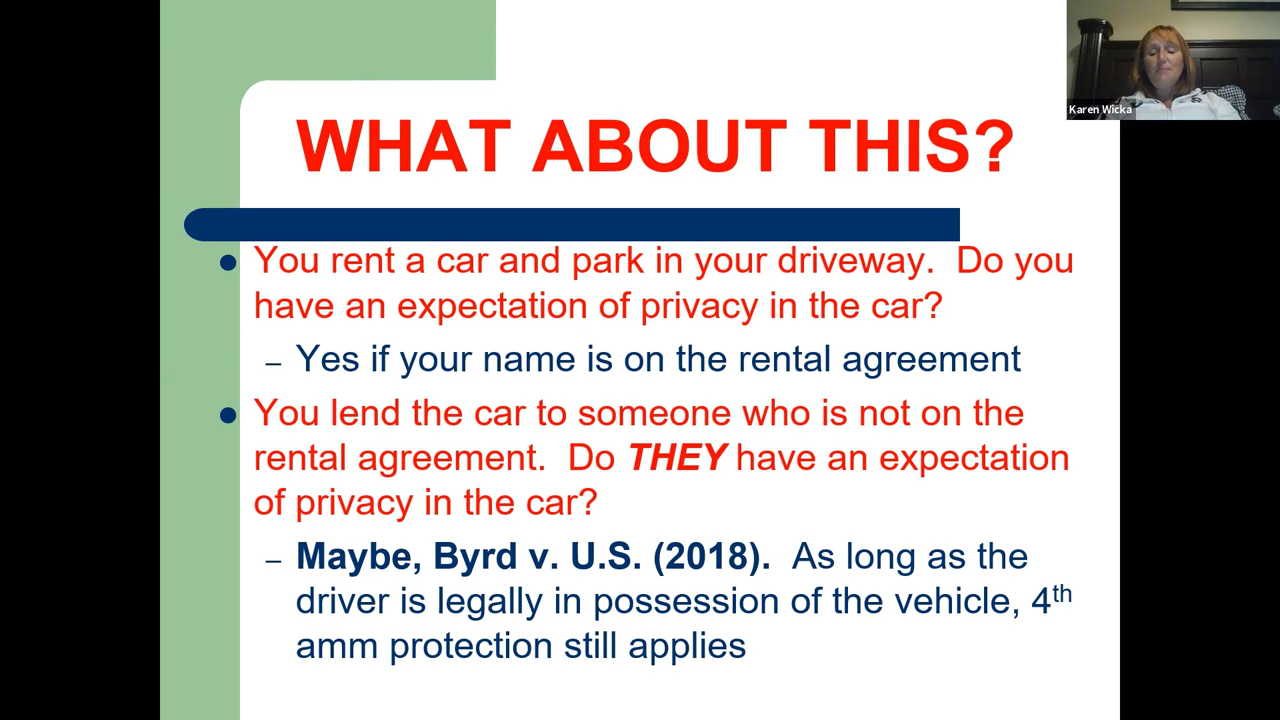 Karen Wicka
WHAT ABOUT THIS?
You rent a car and park in your driveway. Do you
have an expectation of privacy in the car?
– Yes if your name is on the rental agreement
You lend the car to someone who is not on the
rental agreement. Do THEY have an expectation
of privacy in the car?
– Maybe, Byrd v. U.S. (2018). As long as the
driver is legally in possession of the vehicle, 4th
amm protection still applies